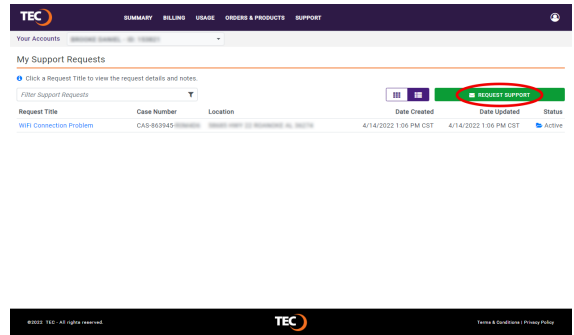 TEC
SUMMARY BILLING USAGE ORDERS & PRODUCTS SUPPORT
Your Accounts
My Support Requests
Click a Request Title to view the request details and notes.
Filter Support Requests
REQUEST SUPPORT
Request Title Case Number Location Date Created Date Updated Status
WiFi Connection Problem CAS-863945- 4/14/2022 1:06 PM CST 4/14/2022 1:06 PM CST Active
©2022 TEC - All rights reserved. TEC Terms & Conditions | Privacy Policy